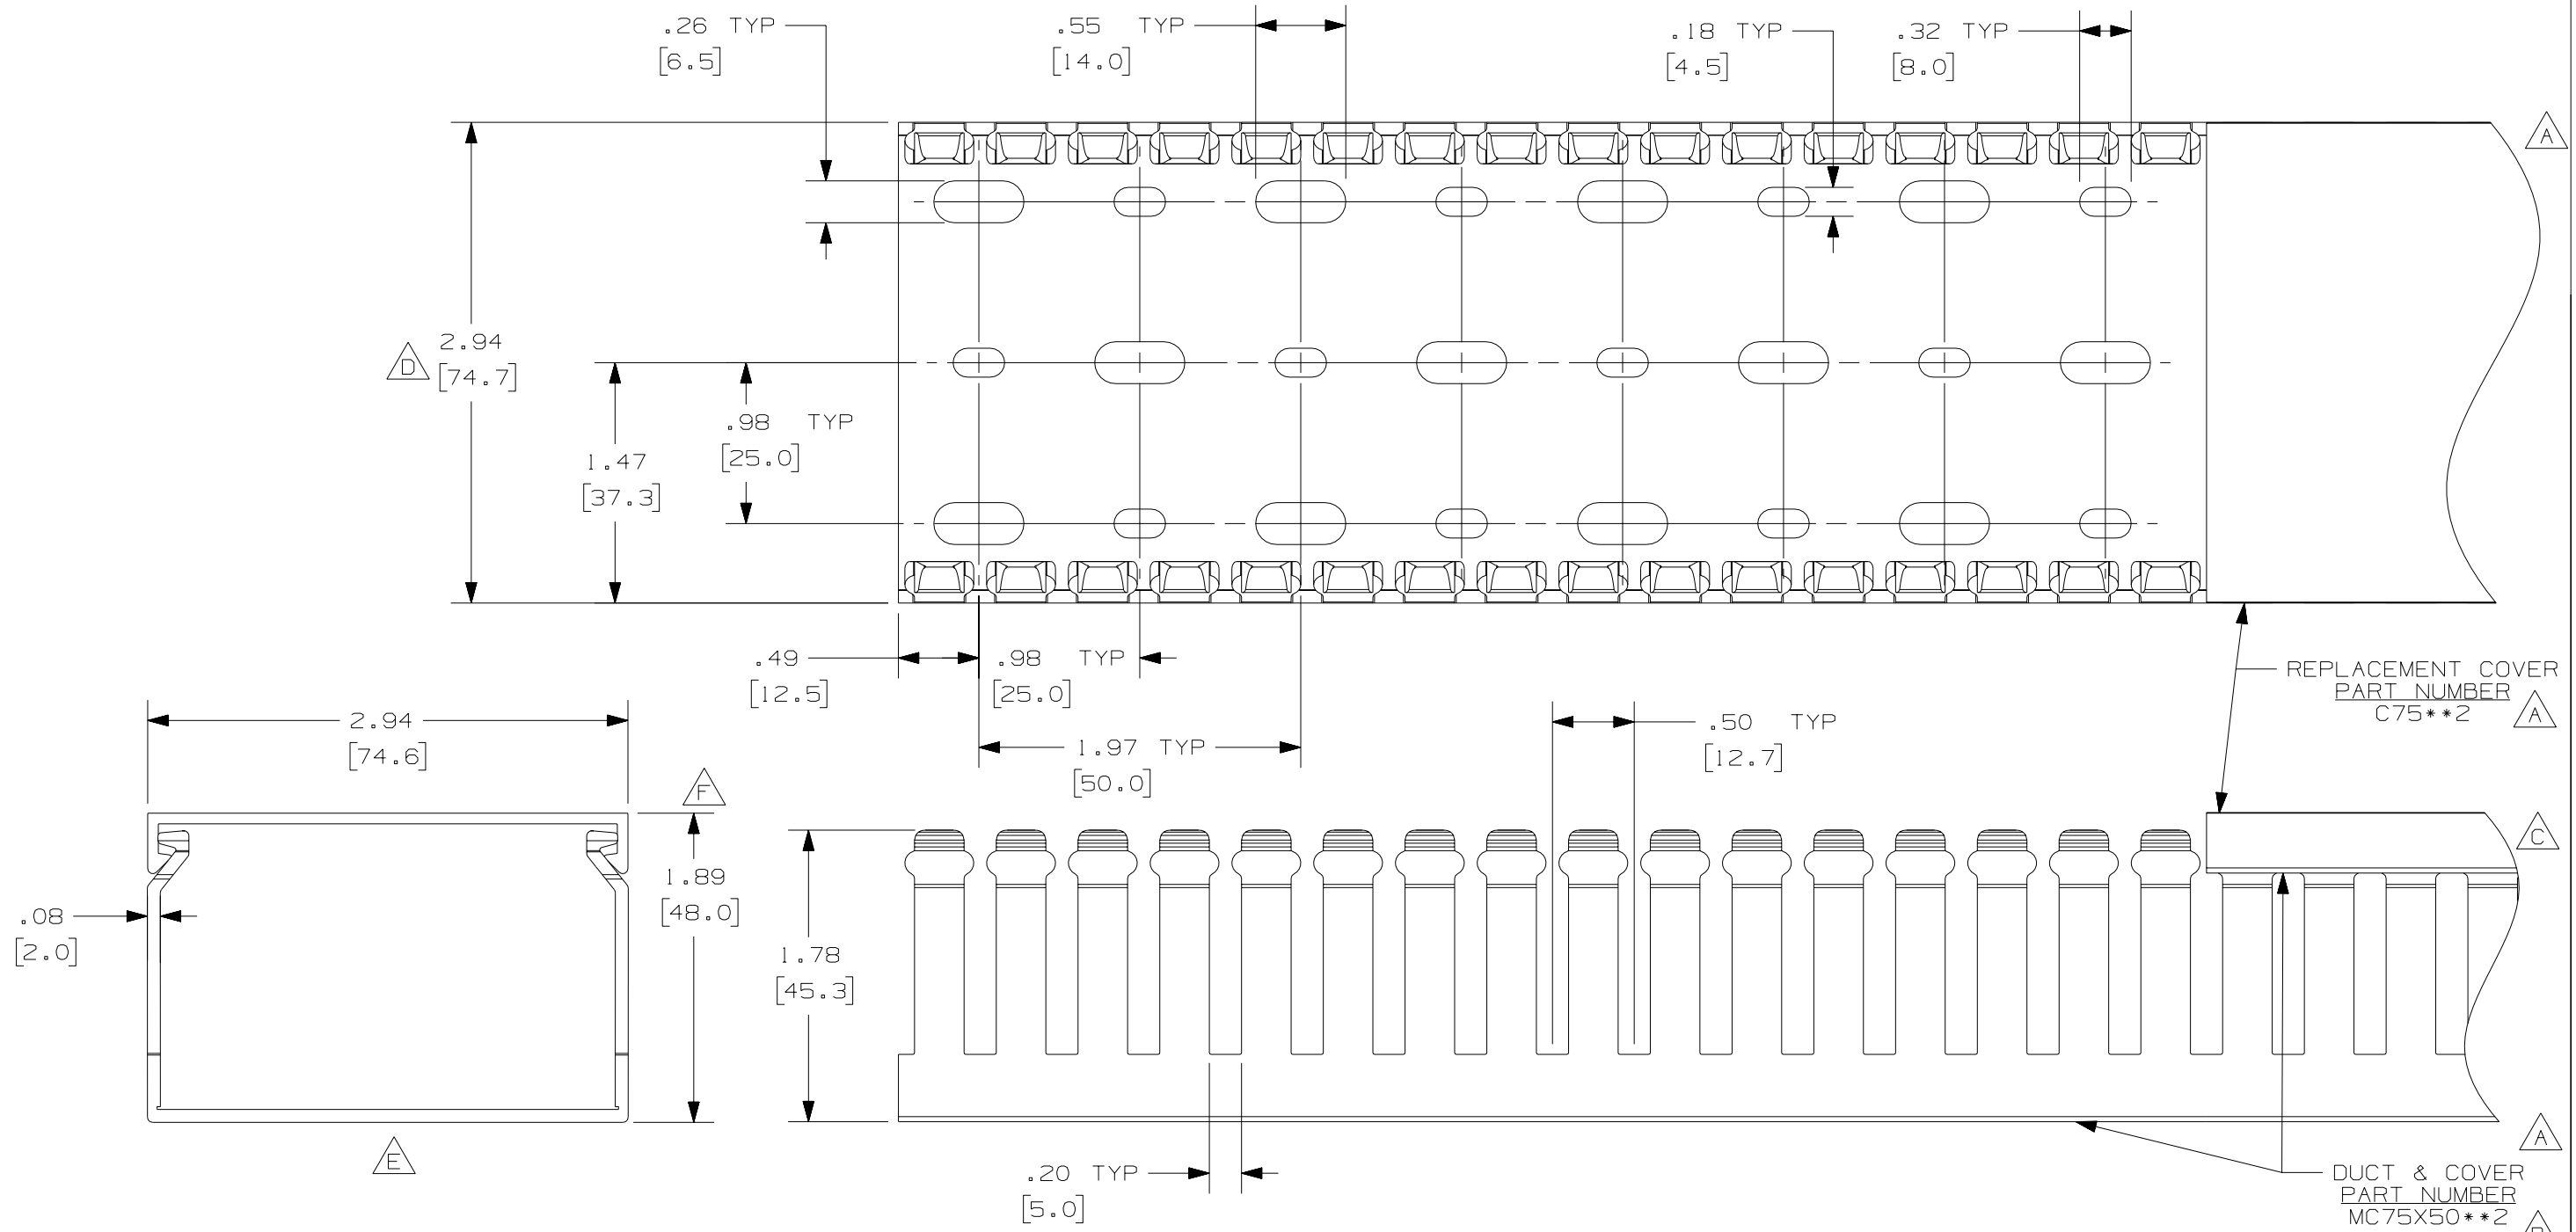 .26 TYP
[6.5]
.55 TYP
[14.0]
.18 TYP
[4.5]
.32 TYP
[8.0]
A
D
2.94
[74.7]
.98 TYP
[25.0]
1.47
[37.3]
.49
[12.5]
.98 TYP
[25.0]
REPLACEMENT COVER
PART NUMBER
C75**2
A
2.94
[74.6]
1.97 TYP
[50.0]
.50 TYP
[12.7]
F
C
1.89
[48.0]
.08
[2.0]
1.78
[45.3]
E
A
.20 TYP
[5.0]
DUCT & COVER
PART NUMBER
MC75X50**2